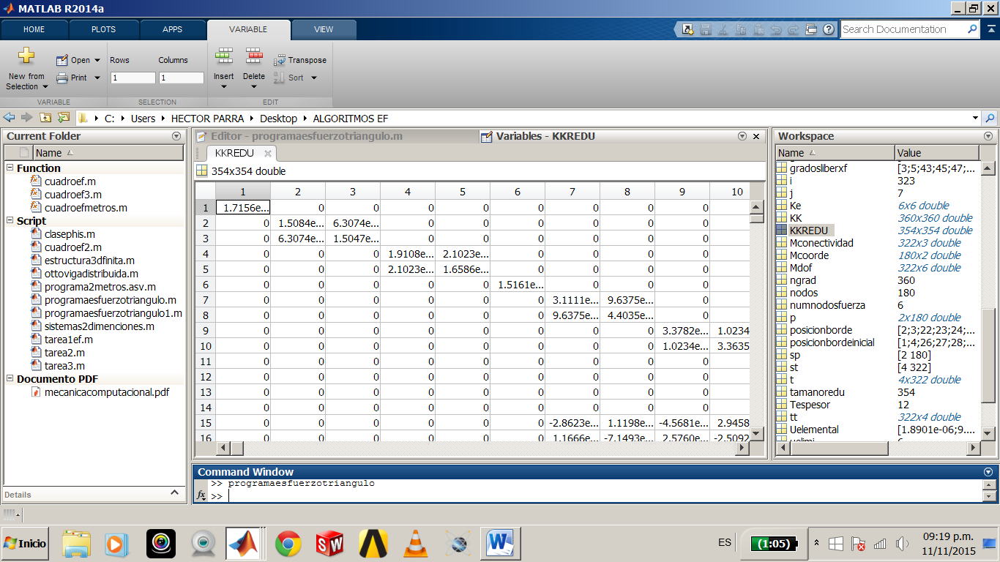 MATLAB R2014a
HOME PLOTS APPS VARIABLE VIEW
Search Documentation
New from Selection
Open
Print
Rows Columns
1 1
Insert Delete
Transpose
Sort
VARIABLE SELECTION EDIT
C: Users HECTOR PARRA Desktop ALGORITMOS EF
Current Folder
Name
Function
cuadroef.m
cuadroef3.m
cuadroefmetros.m
Script
clasephis.m
cuadroef2.m
estructura3dfinita.m
ottovigadistribuida.m
programa2metros.asv.m
programaesfuerzotriangulo.m
programaesfuerzotriangulo1.m
sistemas2dimenciones.m
tarea1ef.m
tarea2.m
tarea3.m
Documento PDF
mecanicacomputacional.pdf
Details
Editor - programaesfuerzotriangulo.m
Variables - KKREDU
KKREDU
354x354 double
1 2 3 4 5 6 7 8 9 10
1 1.7156e... 0 0 0 0 0 0 0 0
2 0 1.5084e... 6.3074e... 0 0 0 0 0 0
3 0 6.3074e... 1.5047e... 0 0 0 0 0 0
4 0 0 0 1.9108e... 2.1023e... 0 0 0 0
5 0 0 0 2.1023e... 1.6586e... 0 0 0 0
6 0 0 0 0 0 1.5161e... 0 0 0
7 0 0 0 0 0 0 3.1111e... 9.6375e... 0
8 0 0 0 0 0 0 9.6375e... 4.4035e... 0
9 0 0 0 0 0 0 0 0 3.3782e... 1.0234
10 0 0 0 0 0 0 0 0 1.0234e... 3.3635
11 0 0 0 0 0 0 0 0 0
12 0 0 0 0 0 0 0 0 0
13 0 0 0 0 0 0 0 0 0
14 0 0 0 0 0 0 0 0 0
15 0 0 0 0 0 0 -2.8623e... 1.1198e... -4.5681e... 2.9458
16 0 0 0 0 0 0 1.1666e... -7.1493e... 2.5760e... -2.5092
Workspace
Name Value
gradosliberxf [3;5;43;45;47;...
i 323
j 7
Ke 6x6 double
KK 360x360 double
KKREDU 354x354 double
Mconectividad 322x3 double
Mcoorde 180x2 double
Mdof 322x6 double
ngrad 360
nodos 180
numnodosfuerza 6
p 2x180 double
posicionborde [2;3;22;23;24;...
posicionbordeinicial [1;4;26;27;28;...
sp [2 180]
st [4 322]
t 4x322 double
tamanoredu 354
Tespesor 12
tt 322x4 double
Uelemental [1.8901e-06;9....
Command Window
>> programaesfuerzotriangulo
fx >>
Inicio
SW
W
ES
(1:05)
09:19 p.m.
11/11/2015